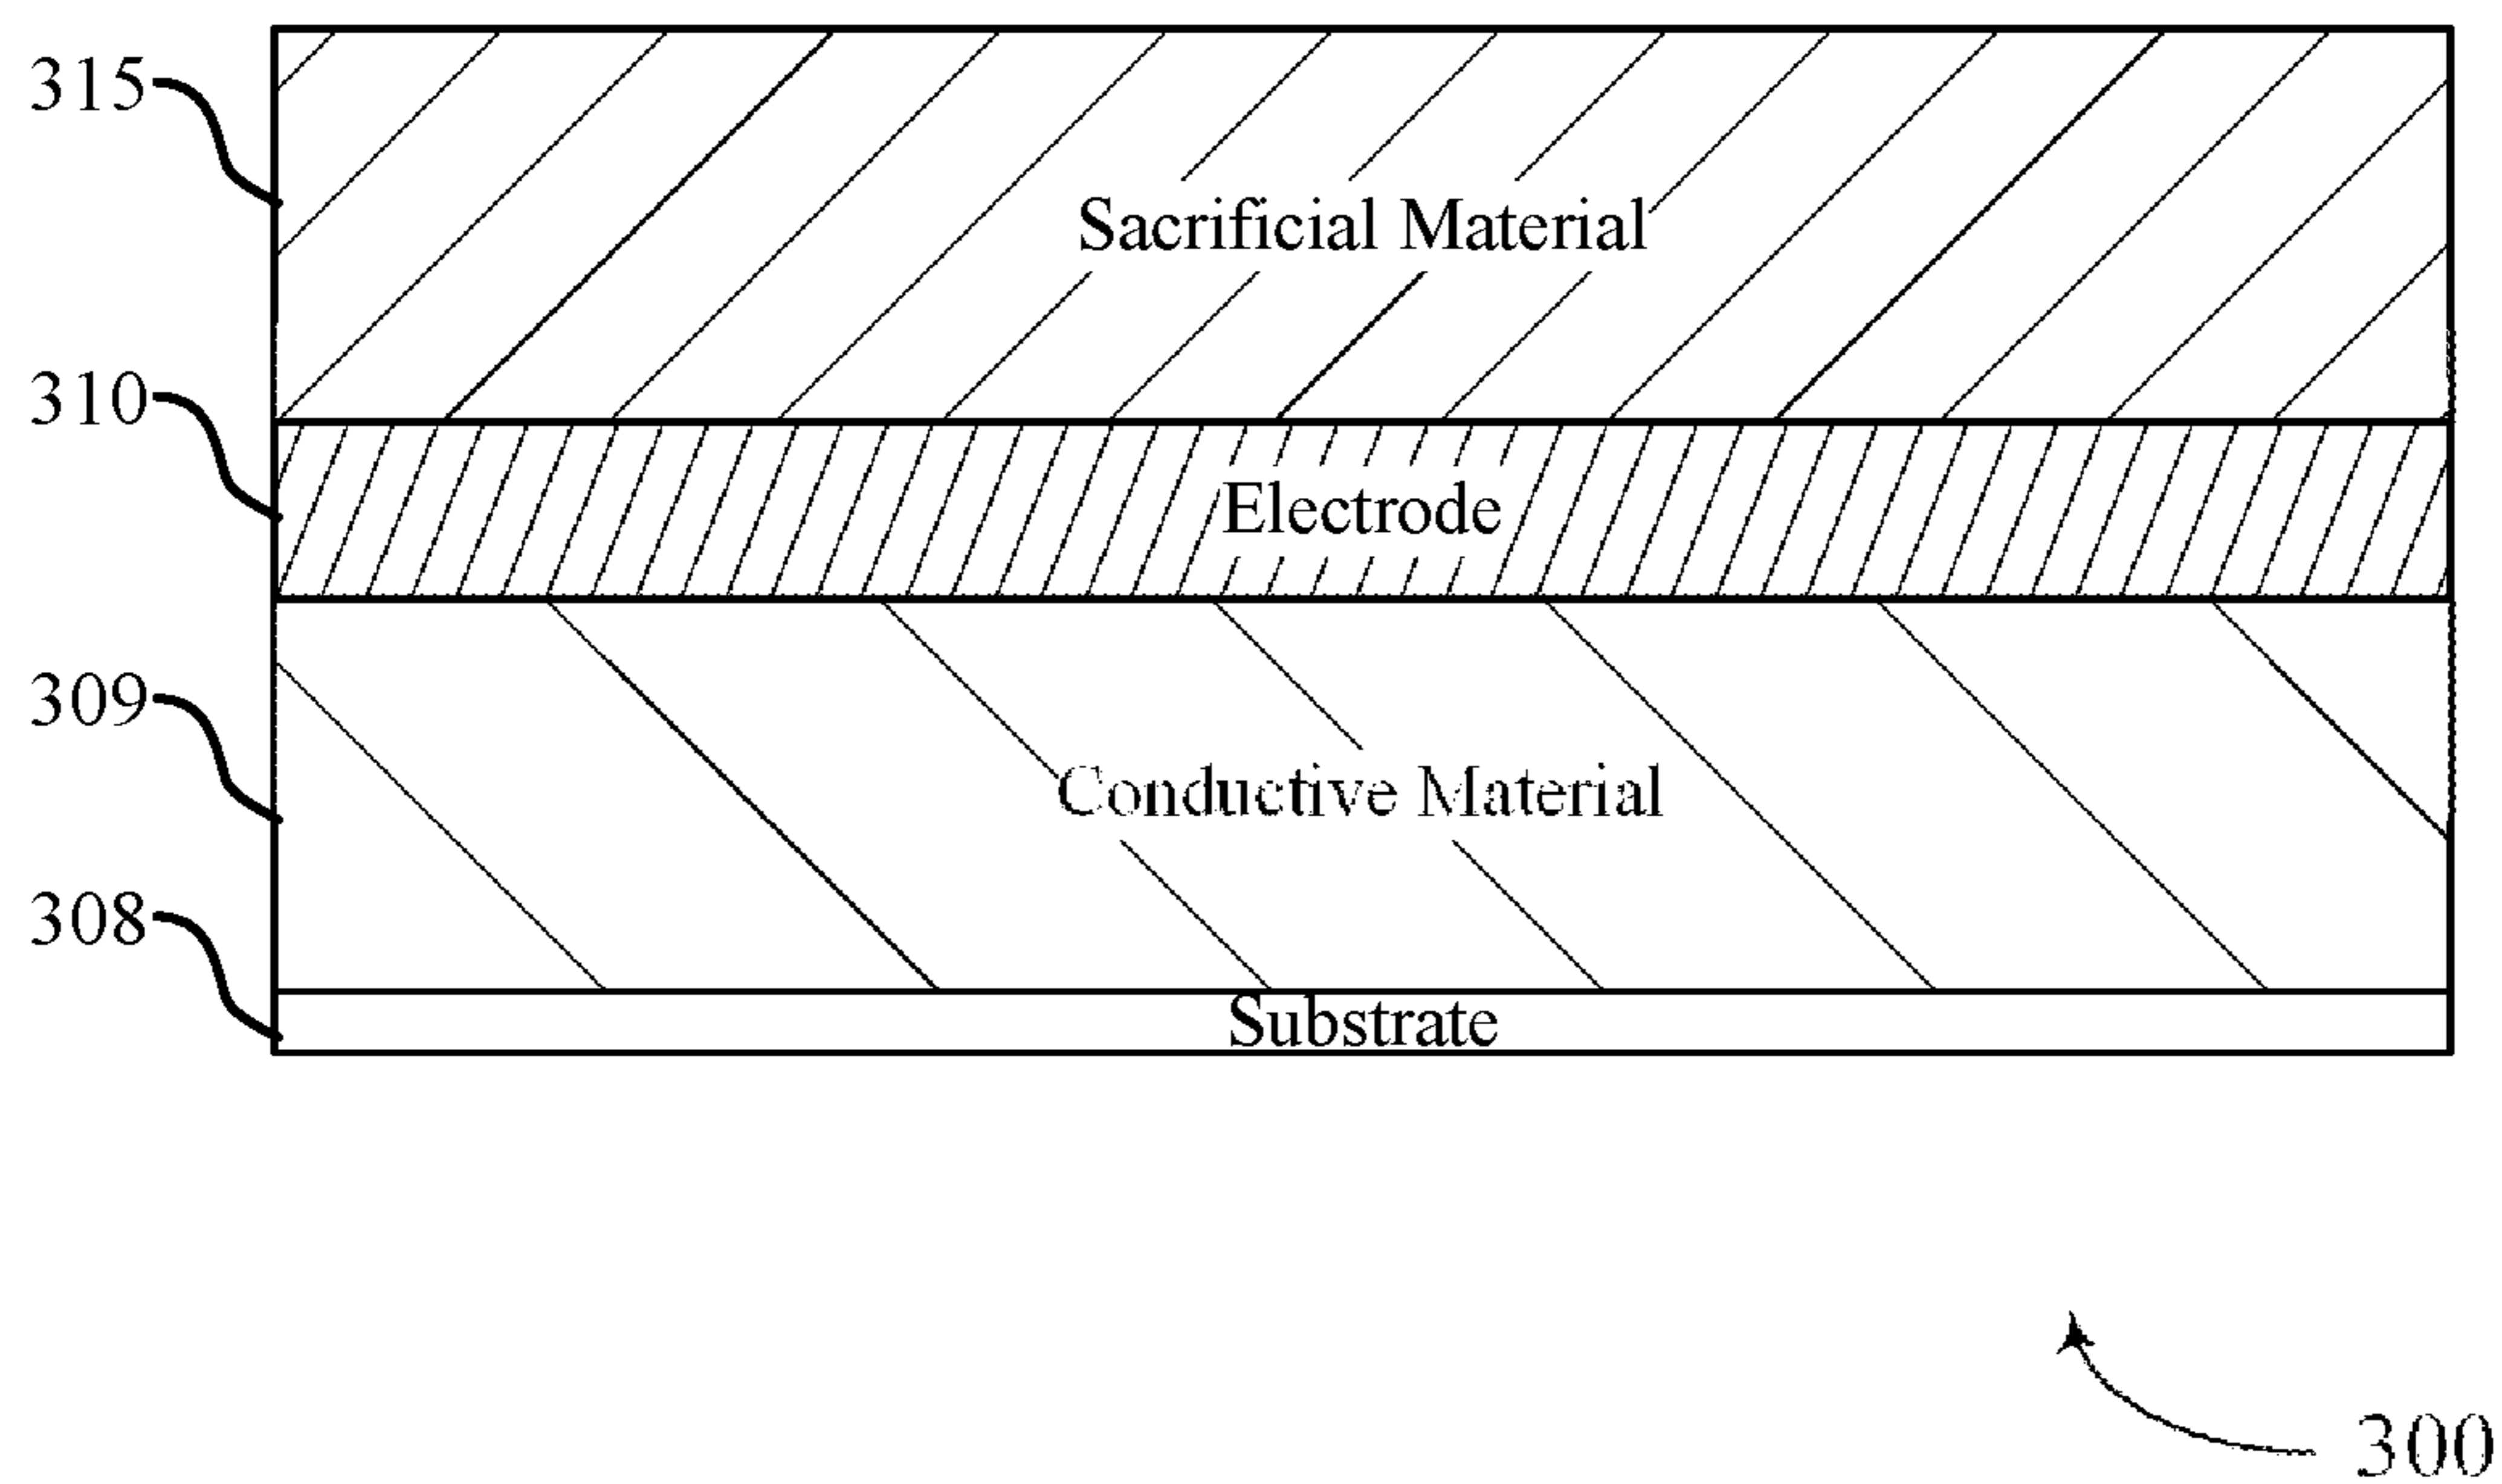 315
Sacrificial Material
310
Electrode
309
Conductive Material
308
Substrate
300